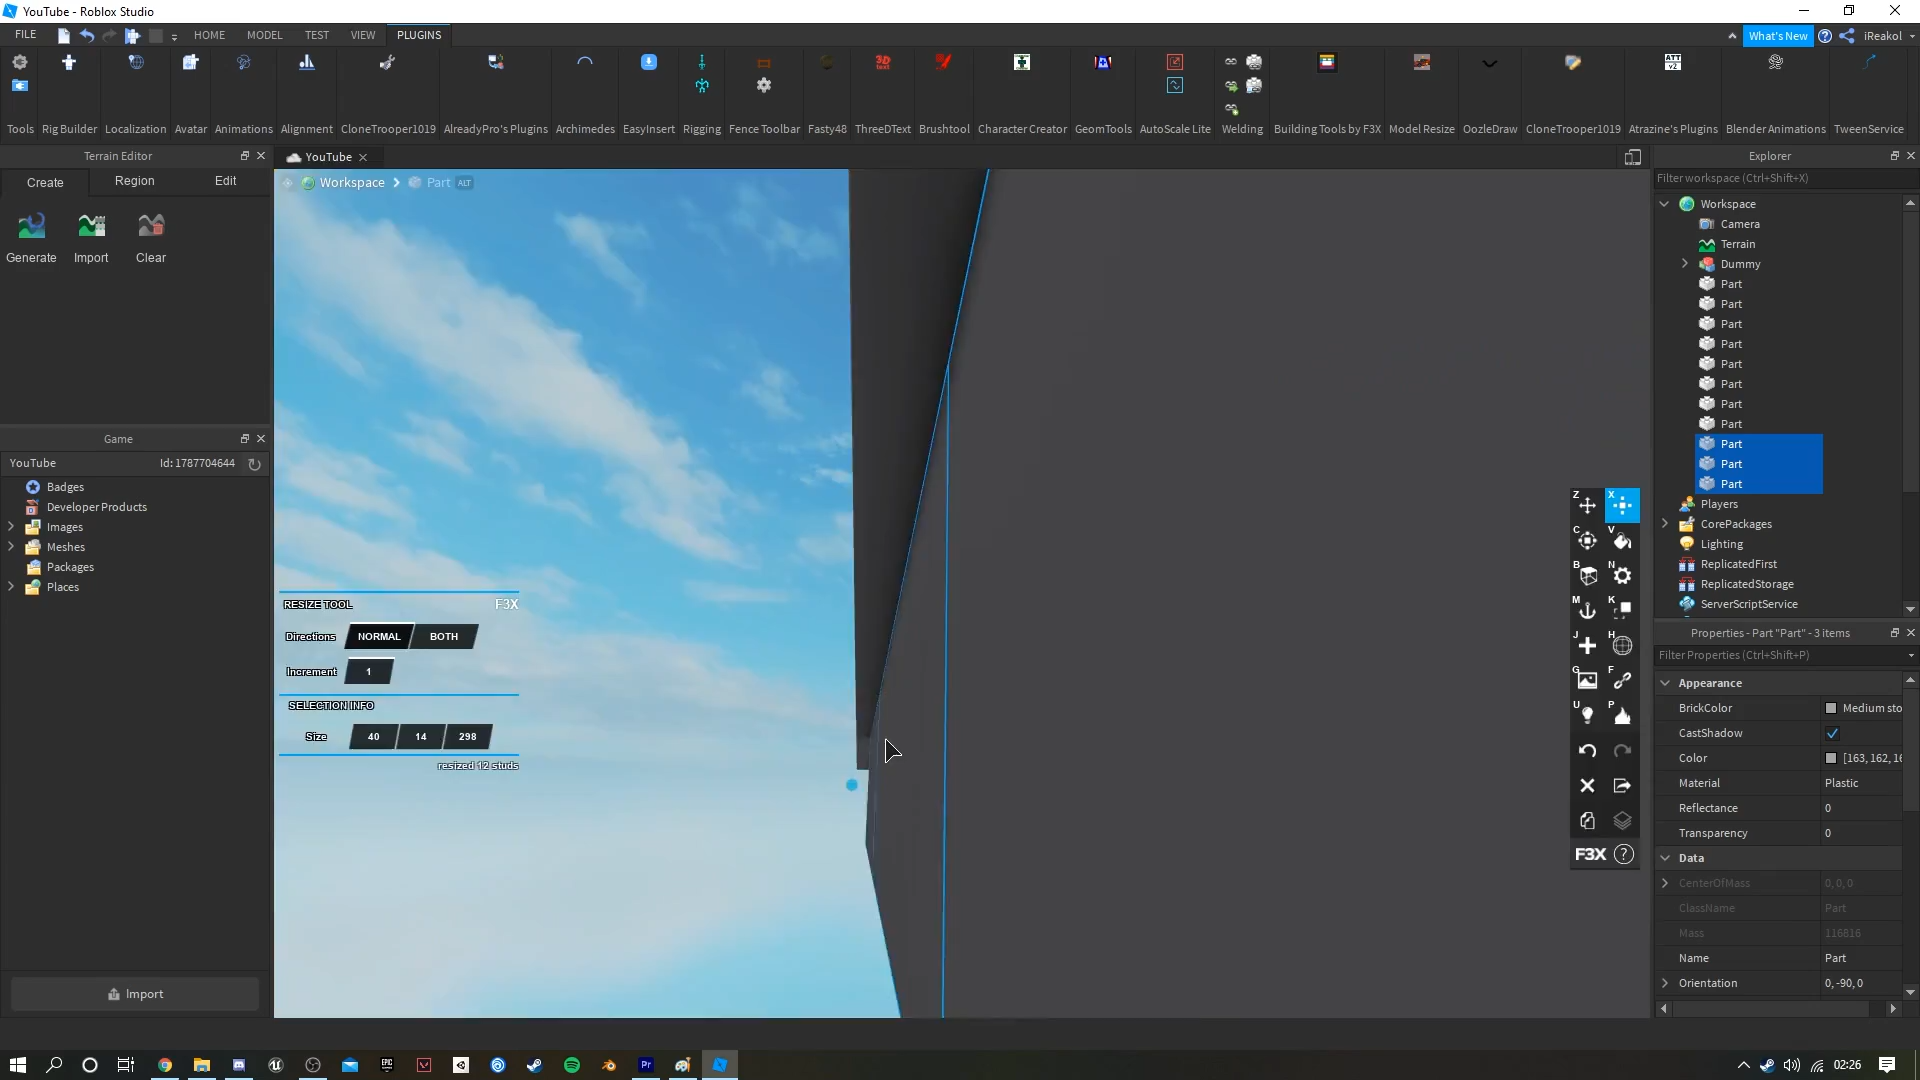 YouTube - Roblox Studio
FILE HOME MODEL TEST VIEW PLUGINS What's New iReakol
Tools Rig Builder Localization Avatar Animations Alignment CloneTrooper1019 AlreadyPro's Plugins Archimedes EasyInsert Rigging Fence Toolbar Fasty48 ThreeDText Brushtool Character Creator GeomTools AutoScale Lite Welding Building Tools by F3X Model Resize OozleDraw CloneTrooper1019 Atrazine's Plugins Blender Animations TweenService
3D
text
ATT
v2
Terrain Editor
Create Region Edit
Generate Import Clear
Game
YouTube Id: 1787704644
Badges
Developer Products
Images
Meshes
Packages
Places
Import
YouTube
Workspace Part ALT
RESIZE TOOL F3X
Directions NORMAL BOTH
Increment 1
SELECTION INFO
Size 40 14 298
resized 12 studs
Z X
C V
B N
M K
J H
G F
U P
F3X ?
Explorer
Filter workspace (Ctrl+Shift+X)
Workspace
Camera
Terrain
Dummy
Part
Part
Part
Part
Part
Part
Part
Part
Part
Part
Part
Players
CorePackages
Lighting
ReplicatedFirst
ReplicatedStorage
ServerScriptService
Properties - Part "Part" - 3 items
Filter Properties (Ctrl+Shift+P)
Appearance
BrickColor Medium sto
CastShadow
Color [163, 162, 16
Material Plastic
Reflectance 0
Transparency 0
Data
CenterOfMass 0, 0, 0
ClassName Part
Mass 116816
Name Part
Orientation 0, -90, 0
EPIC
Pr
02:26